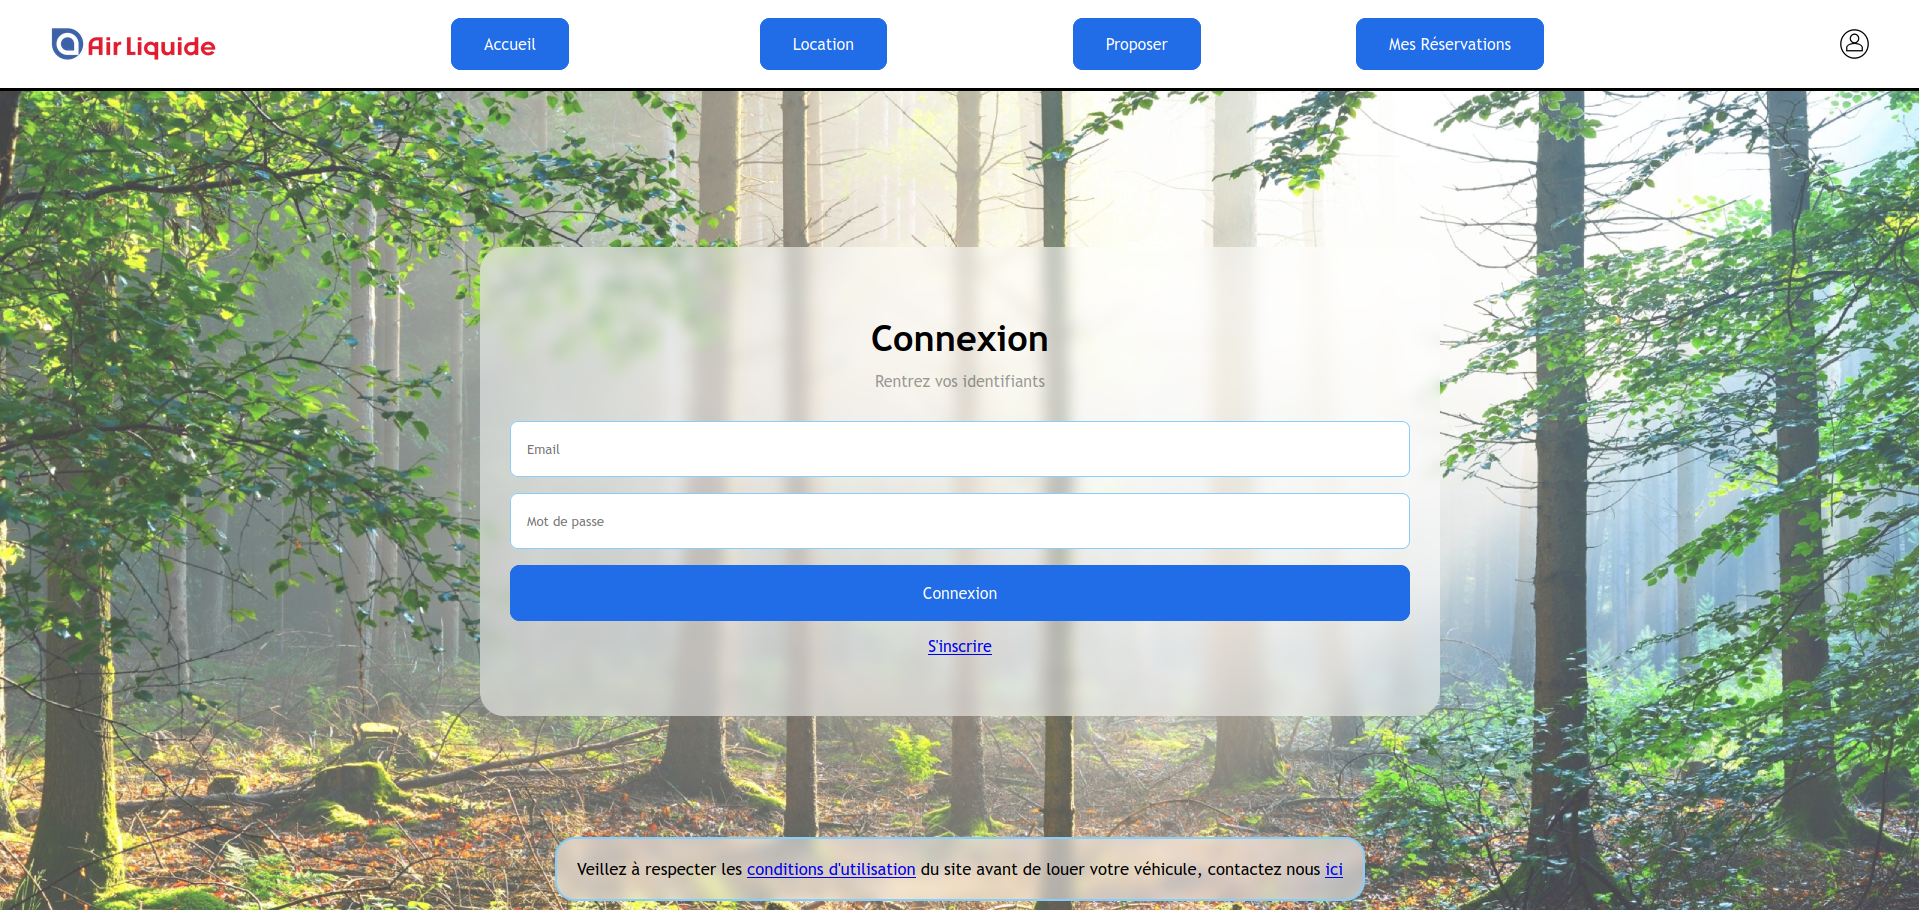 Air Liquide
Accueil
Location
Proposer
Mes Réservations
Connexion
Rentrez vos identifiants
Email
Mot de passe
Connexion
S'inscrire
Veillez à respecter les conditions d'utilisation du site avant de louer votre véhicule, contactez nous ici